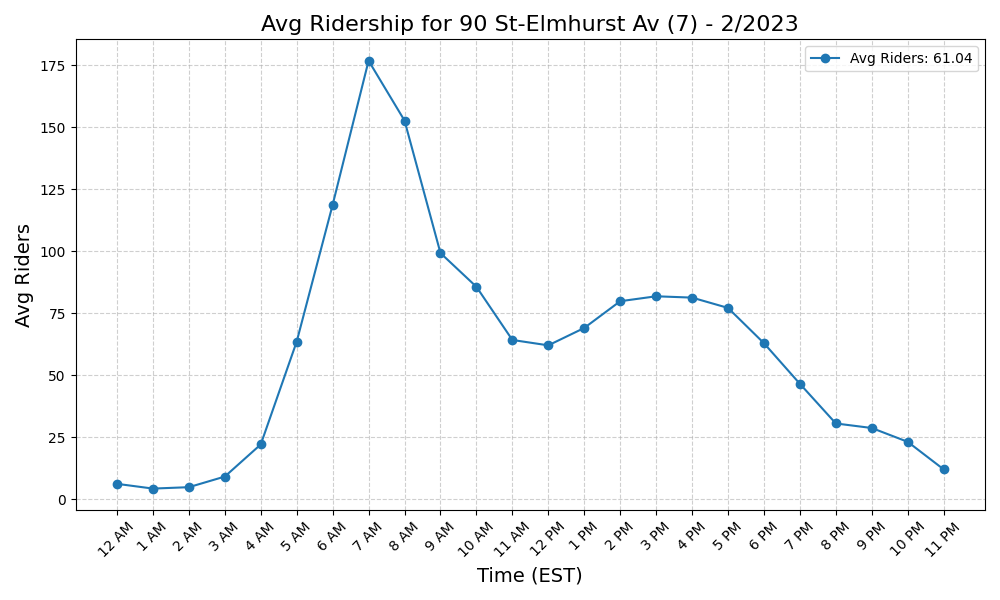 Avg Ridership for 90 St-Elmhurst Av (7) - 2/2023
Avg Riders: 61.04
Avg Riders
175
150
125
100
75
50
25
0
12 AM
1 AM
2 AM
3 AM
4 AM
5 AM
6 AM
7 AM
8 AM
9 AM
10 AM
11 AM
12 PM
1 PM
2 PM
3 PM
4 PM
5 PM
6 PM
7 PM
8 PM
9 PM
10 PM
11 PM
Time (EST)